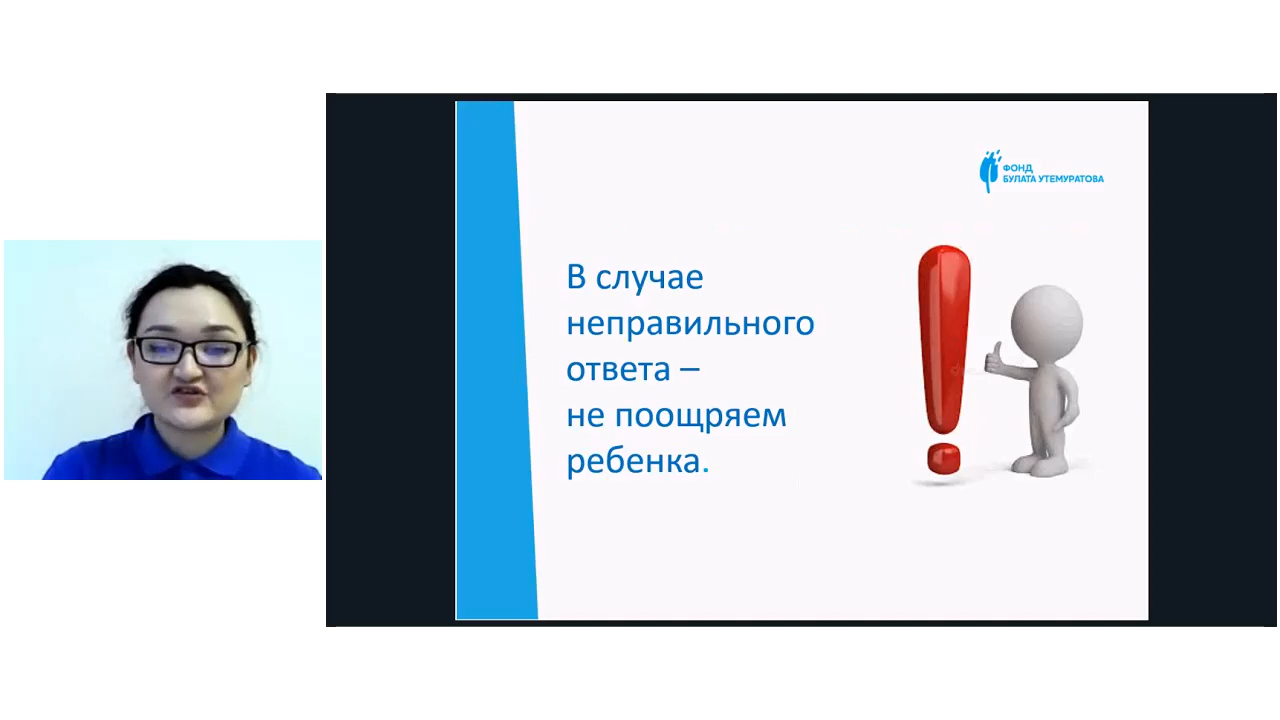 ФОНД
БУЛАТА УТЕМУРАТОВА
В случае
неправильного
ответа –
не поощряем
ребенка.